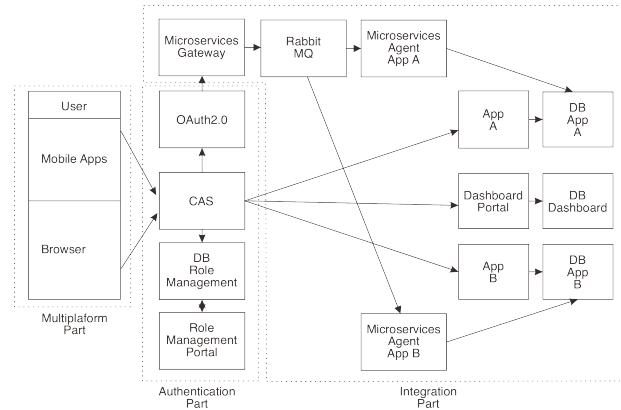 Microservices
Gateway
Rabbit
MQ
Microservices
Agent
App A
User
Mobile Apps
Browser
OAuth2.0
App
A
DB
App
A
CAS
Dashboard
Portal
DB
Dashboard
DB
Role
Management
App
B
DB
App
B
Role
Management
Portal
Microservices
Agent
App B
Multiplaform
Part
Authentication
Part
Integration
Part